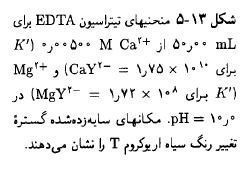 شکل ۱۳-۵ منحنیهای تیتراسیون EDTA برای
۵۰٫۰۰ mL از ۰٫۰۰۵۰۰ M Ca²⁺ (K′
برای CaY²⁻ = ۱٫۷۵ × ۱۰¹⁰) و Mg²⁺
(K′ برای MgY²⁻ = ۱٫۷۲ × ۱۰⁸) در
pH = ۱۰٫۰. مکانهای سایه‌زده‌شده گسترهٔ
تغییر رنگ سیاه اریوکروم T را نشان می‌دهند.